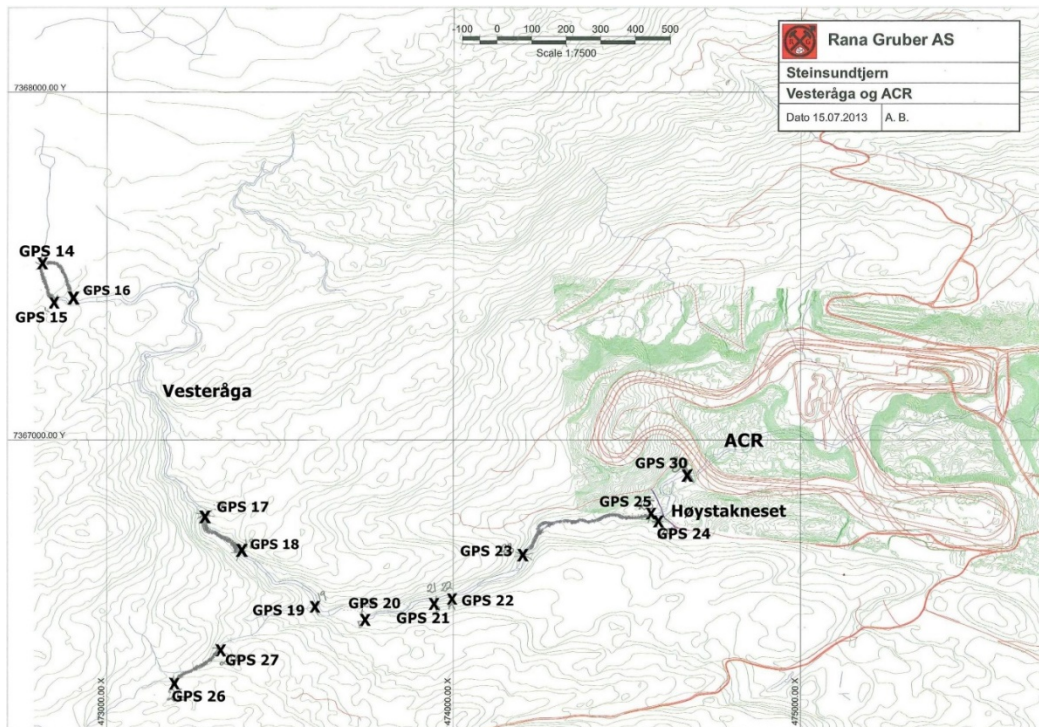 -100 0 100 200 300 400 500
Scale 1:7500
Rana Gruber AS
Steinsundtjern
Vesteråga og ACR
Dato 15.07.2013 A. B.
7368000.00 Y
GPS 14
GPS 16
GPS 15
Vesteråga
7367000.00 Y
ACR
GPS 30
GPS 17
GPS 25
Høystakneset
GPS 24
GPS 18
GPS 23
21 22
GPS 19
GPS 20
GPS 22
GPS 21
GPS 27
GPS 26
473000.00 X
474000.00 X
475000.00 X